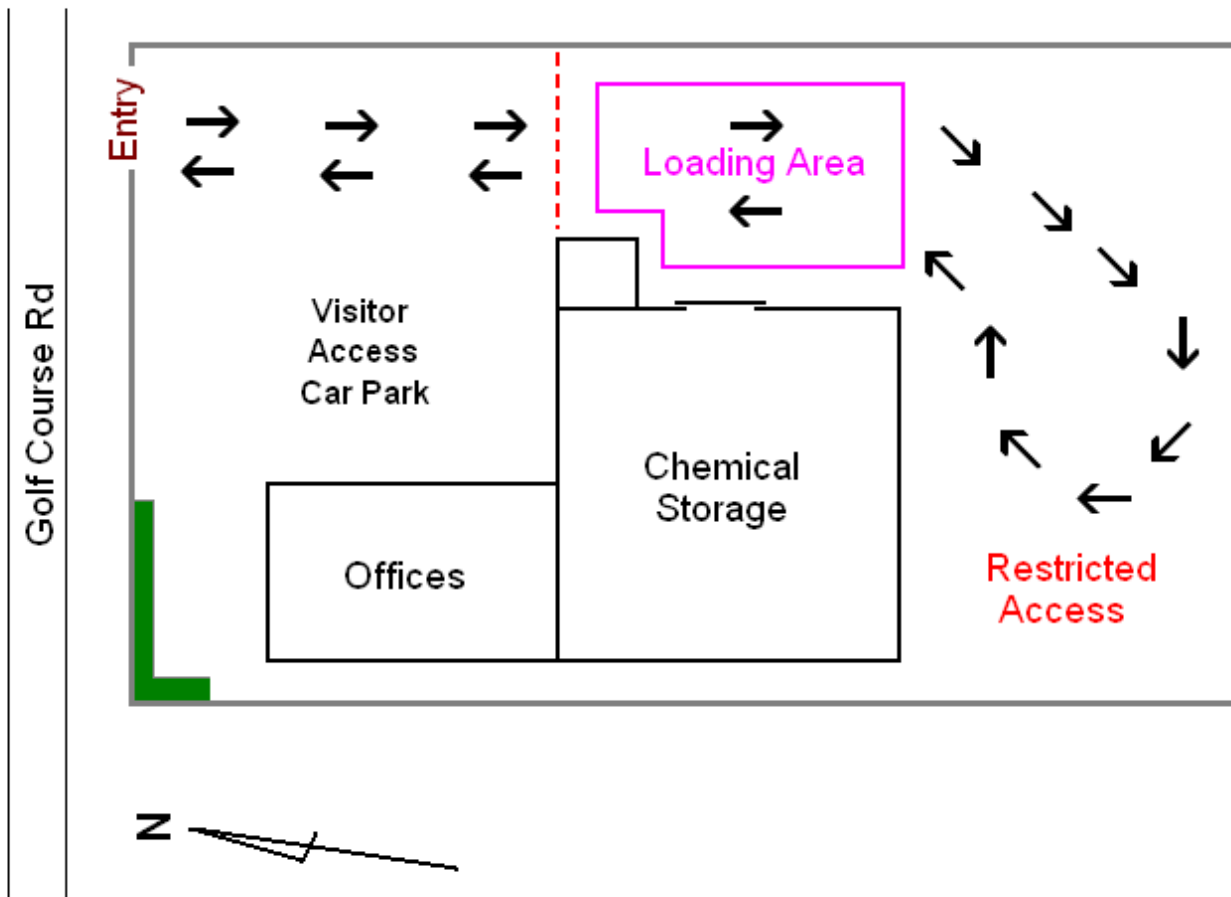 Golf Course Rd
Entry
Loading Area
Visitor
Access
Car Park
Chemical
Storage
Offices
Restricted
Access
N